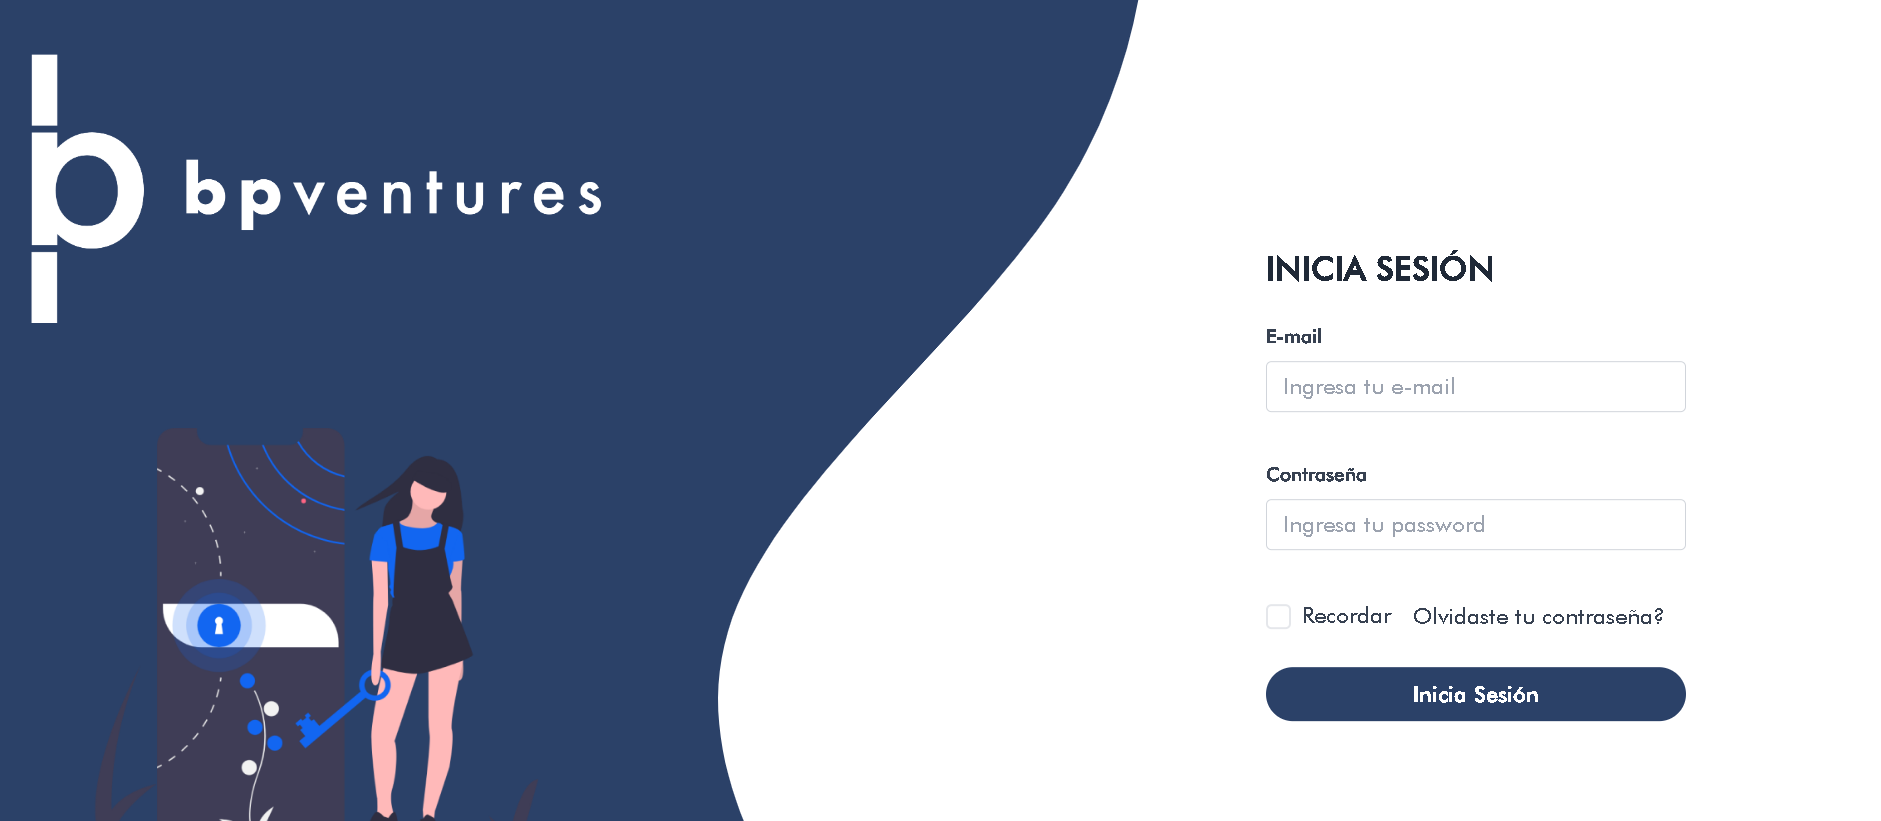 bpventures
INICIA SESIÓN
E-mail
Ingresa tu e-mail
Contraseña
Ingresa tu password
Recordar Olvidaste tu contraseña?
Inicia Sesión